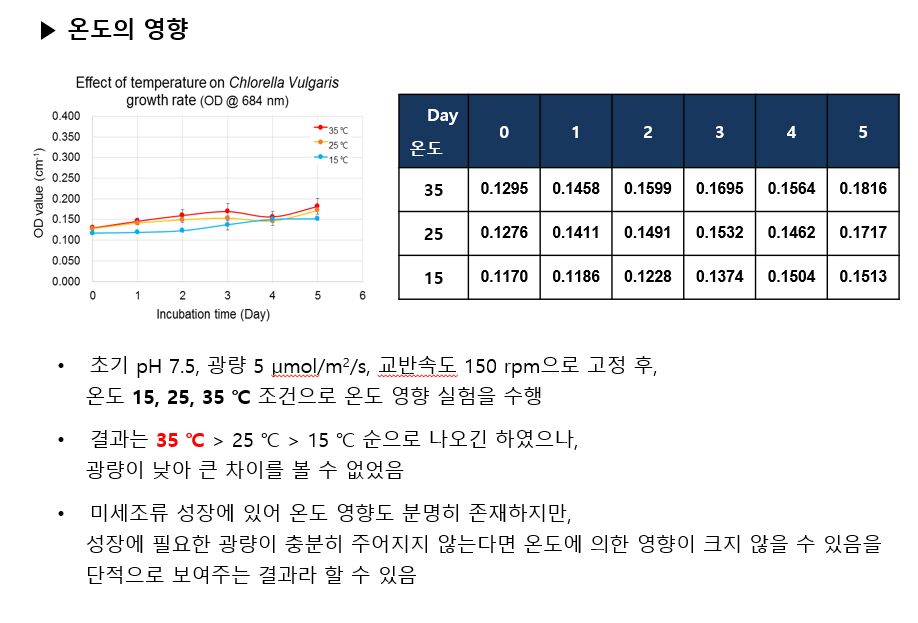 ▶ 온도의 영향
Effect of temperature on Chlorella Vulgaris
growth rate (OD @ 684 nm)
OD value (cm⁻¹)
0.400
0.350
0.300
0.250
0.200
0.150
0.100
0.050
0.000
35 ℃
25 ℃
15 ℃
0 1 2 3 4 5 6
Incubation time (Day)
Day
온도
0 1 2 3 4 5
35 0.1295 0.1458 0.1599 0.1695 0.1564 0.1816
25 0.1276 0.1411 0.1491 0.1532 0.1462 0.1717
15 0.1170 0.1186 0.1228 0.1374 0.1504 0.1513
• 초기 pH 7.5, 광량 5 μmol/m²/s, 교반속도 150 rpm으로 고정 후,
온도 15, 25, 35 ℃ 조건으로 온도 영향 실험을 수행
• 결과는 35 ℃ > 25 ℃ > 15 ℃ 순으로 나오긴 하였으나,
광량이 낮아 큰 차이를 볼 수 없었음
• 미세조류 성장에 있어 온도 영향도 분명히 존재하지만,
성장에 필요한 광량이 충분히 주어지지 않는다면 온도에 의한 영향이 크지 않을 수 있음을
단적으로 보여주는 결과라 할 수 있음